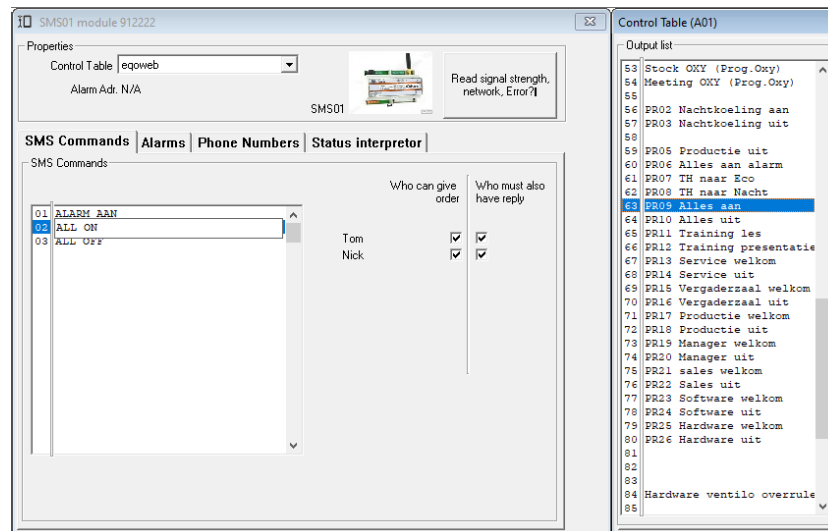 SMS01 module 912222
Properties
Control Table eqoweb
Alarm Adr. N/A
SMS01
Read signal strength,
network, Error?
SMS Commands Alarms Phone Numbers Status interpretor
SMS Commands
Who can give
order
Who must also
have reply
01 ALARM AAN
02 ALL ON
03 ALL OFF
Tom
Nick
Control Table (A01)
Output list
53 Stock OXY (Prog.Oxy)
54 Meeting OXY (Prog.Oxy)
55
56 PR02 Nachtkoeling aan
57 PR03 Nachtkoeling uit
58
59 PR05 Productie uit
60 PR06 Alles aan alarm
61 PR07 TH naar Eco
62 PR08 TH naar Nacht
63 PR09 Alles aan
64 PR10 Alles uit
65 PR11 Training les
66 PR12 Training presentatie
67 PR13 Service welkom
68 PR14 Service uit
69 PR15 Vergaderzaal welkom
70 PR16 Vergaderzaal uit
71 PR17 Productie welkom
72 PR18 Productie uit
73 PR19 Manager welkom
74 PR20 Manager uit
75 PR21 sales welkom
76 PR22 Sales uit
77 PR23 Software welkom
78 PR24 Software uit
79 PR25 Hardware welkom
80 PR26 Hardware uit
81
82
83
84 Hardware ventilo overrule
85